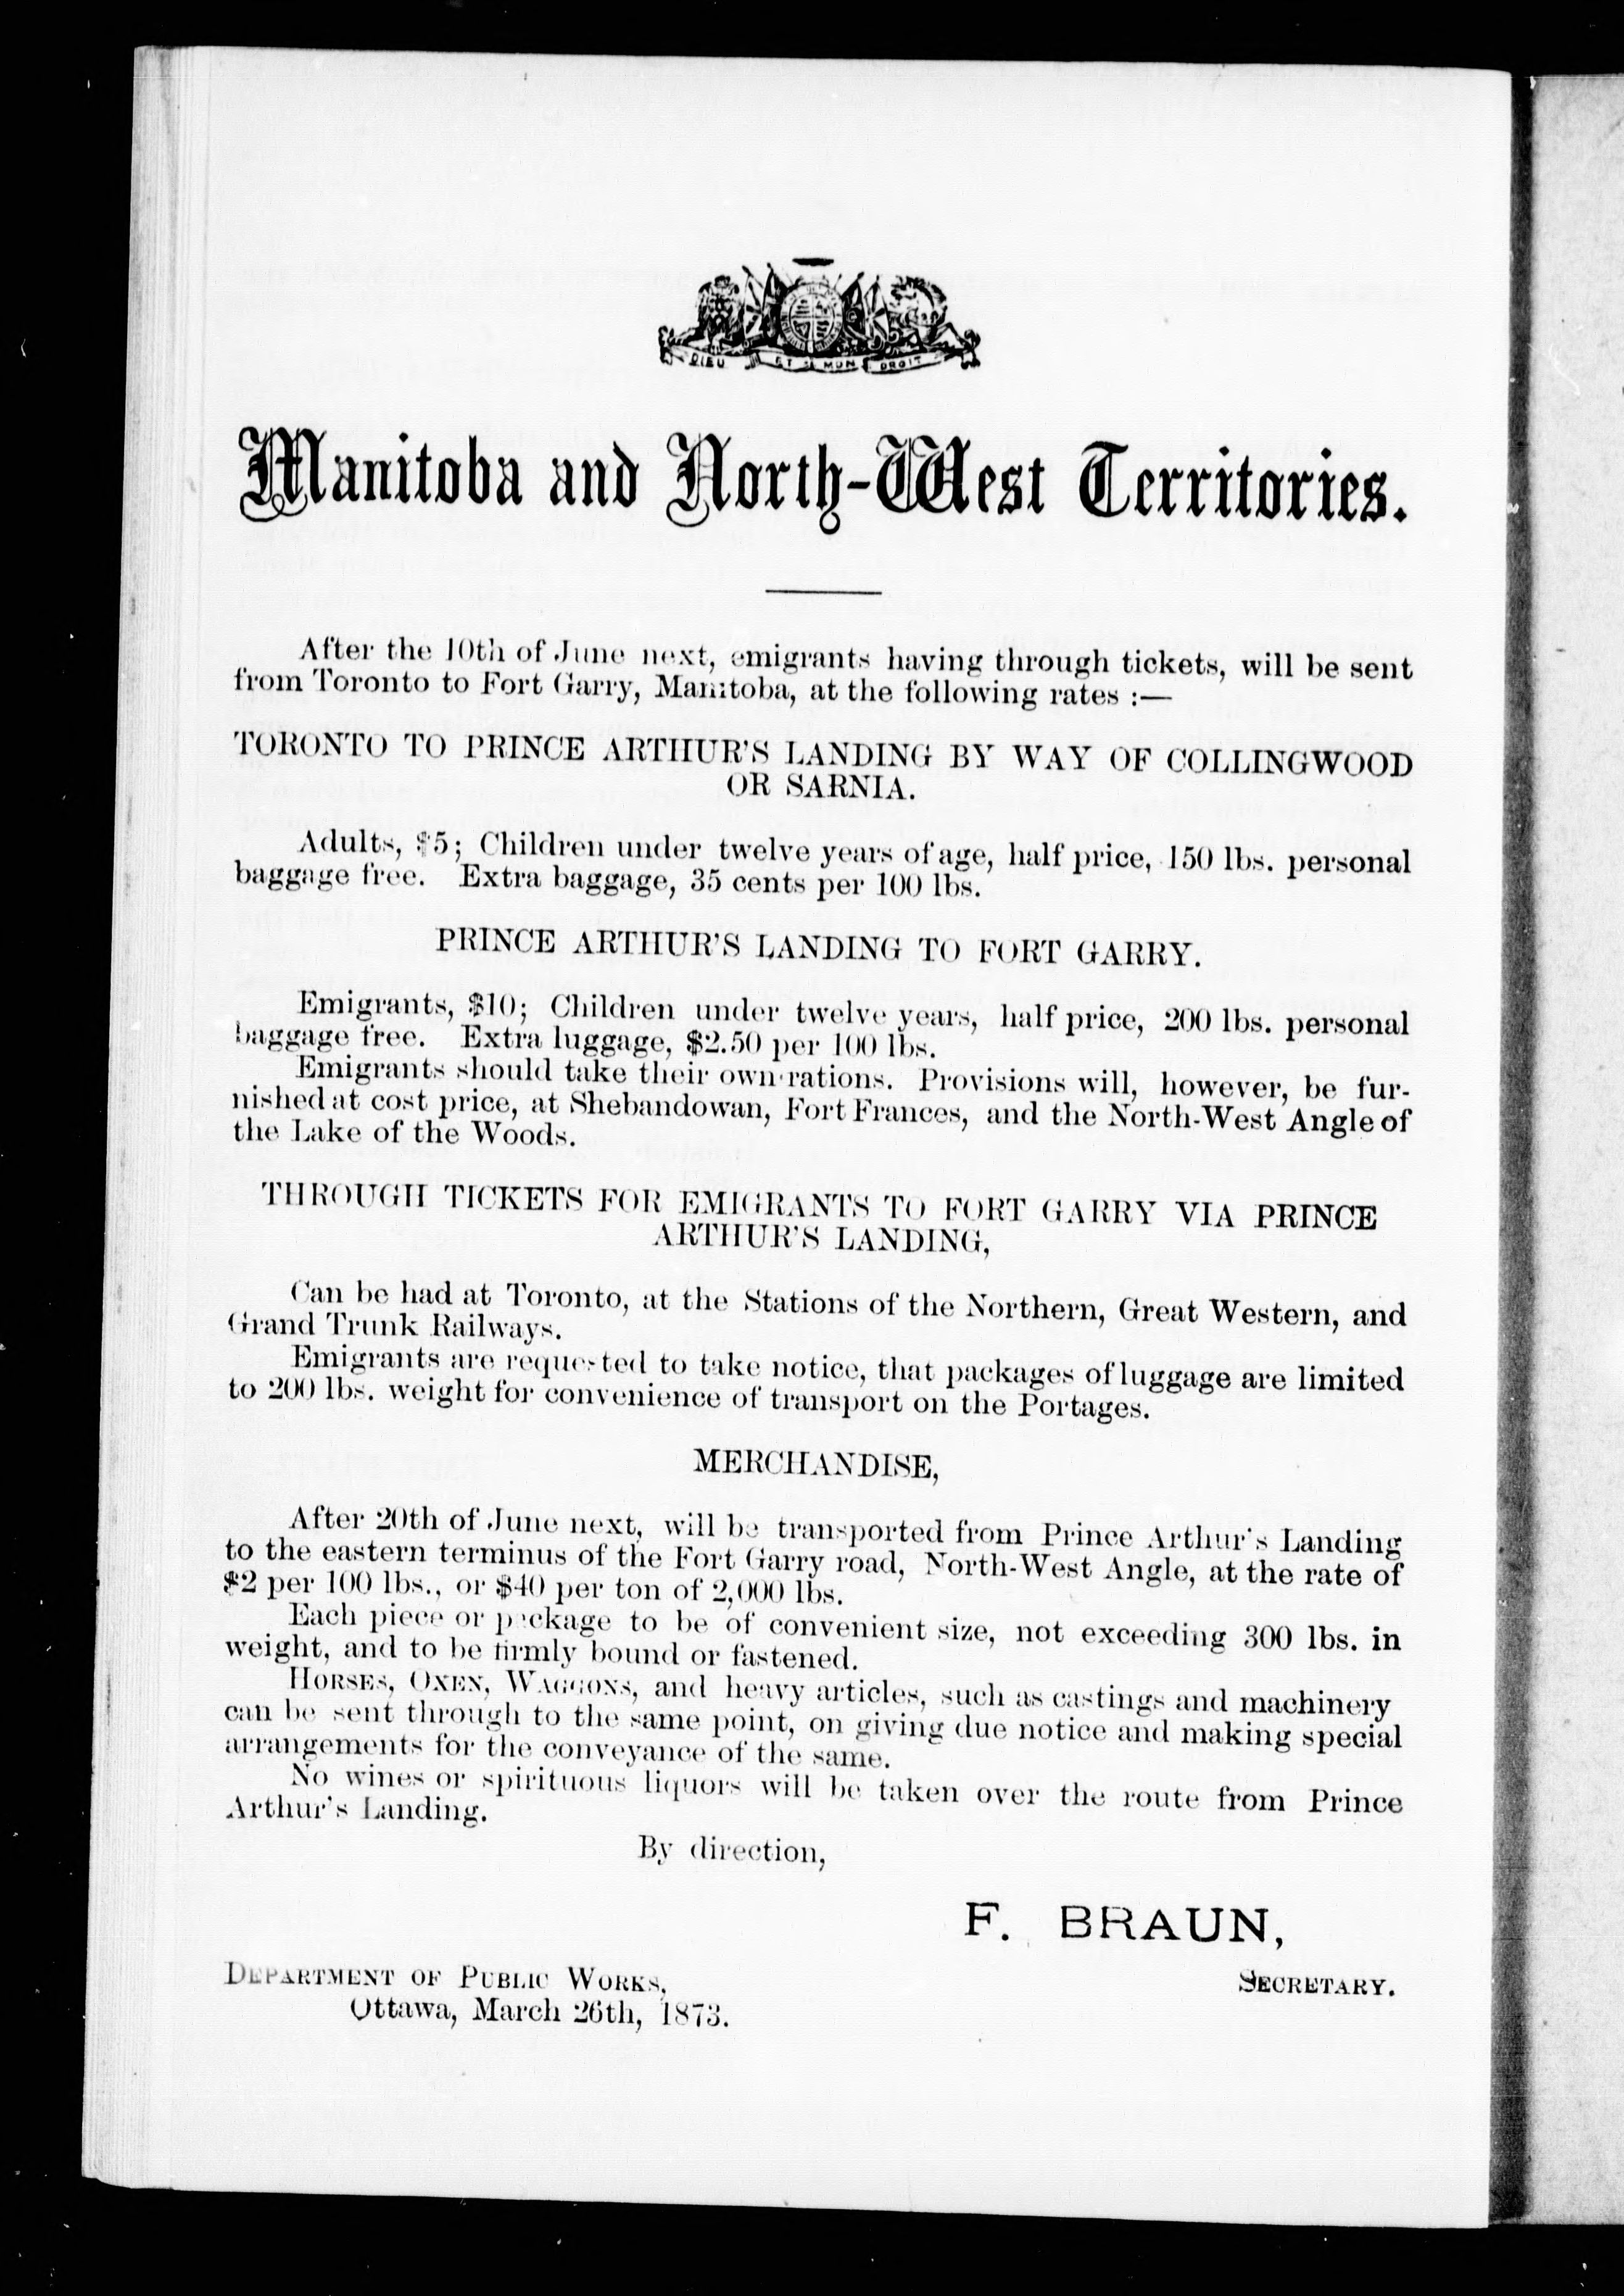 DIEU ET MON DROIT
Manitoba and North-West Territories.
After the 10th of June next, emigrants having through tickets, will be sent
from Toronto to Fort Garry, Manitoba, at the following rates :—
TORONTO TO PRINCE ARTHUR'S LANDING BY WAY OF COLLINGWOOD
OR SARNIA.
Adults, $5; Children under twelve years of age, half price, 150 lbs. personal
baggage free. Extra baggage, 35 cents per 100 lbs.
PRINCE ARTHUR'S LANDING TO FORT GARRY.
Emigrants, $10; Children under twelve years, half price, 200 lbs. personal
baggage free. Extra luggage, $2.50 per 100 lbs.
Emigrants should take their own rations. Provisions will, however, be fur-
nished at cost price, at Shebandowan, Fort Frances, and the North-West Angle of
the Lake of the Woods.
THROUGH TICKETS FOR EMIGRANTS TO FORT GARRY VIA PRINCE
ARTHUR'S LANDING,
Can be had at Toronto, at the Stations of the Northern, Great Western, and
Grand Trunk Railways.
Emigrants are requested to take notice, that packages of luggage are limited
to 200 lbs. weight for convenience of transport on the Portages.
MERCHANDISE,
After 20th of June next, will be transported from Prince Arthur's Landing
to the eastern terminus of the Fort Garry road, North-West Angle, at the rate of
$2 per 100 lbs., or $40 per ton of 2,000 lbs.
Each piece or package to be of convenient size, not exceeding 300 lbs. in
weight, and to be firmly bound or fastened.
HORSES, OXEN, WAGGONS, and heavy articles, such as castings and machinery
can be sent through to the same point, on giving due notice and making special
arrangements for the conveyance of the same.
No wines or spirituous liquors will be taken over the route from Prince
Arthur's Landing.
By direction,
F. BRAUN,
SECRETARY.
DEPARTMENT OF PUBLIC WORKS,
Ottawa, March 26th, 1873.